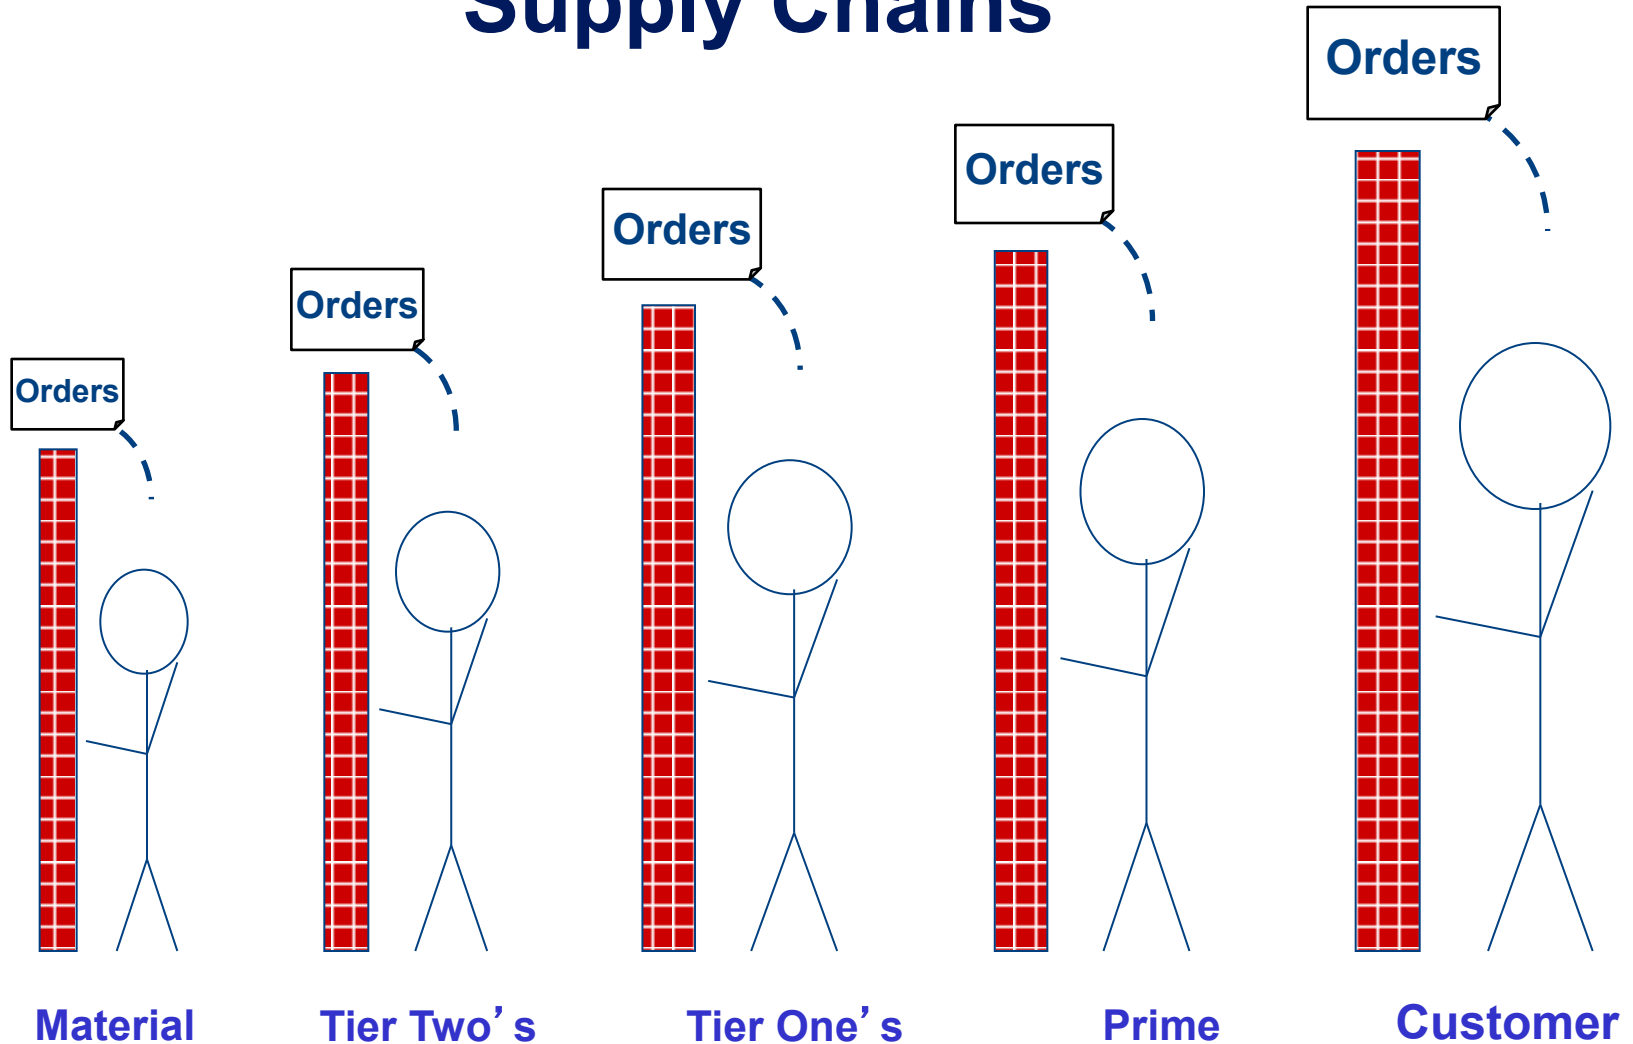 Supply Chains
Orders
Orders
Orders
Orders
Orders
Material
Tier Two’s
Tier One’s
Prime
Customer